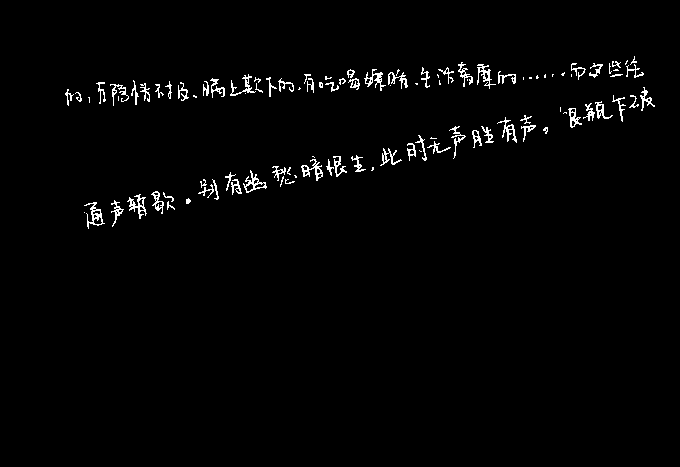 的，有隐情不报、瞒上欺下的，有吃喝嫖赌、生活奢靡的……而这些往
通声暂歇。别有幽愁暗恨生，此时无声胜有声。银瓶乍破